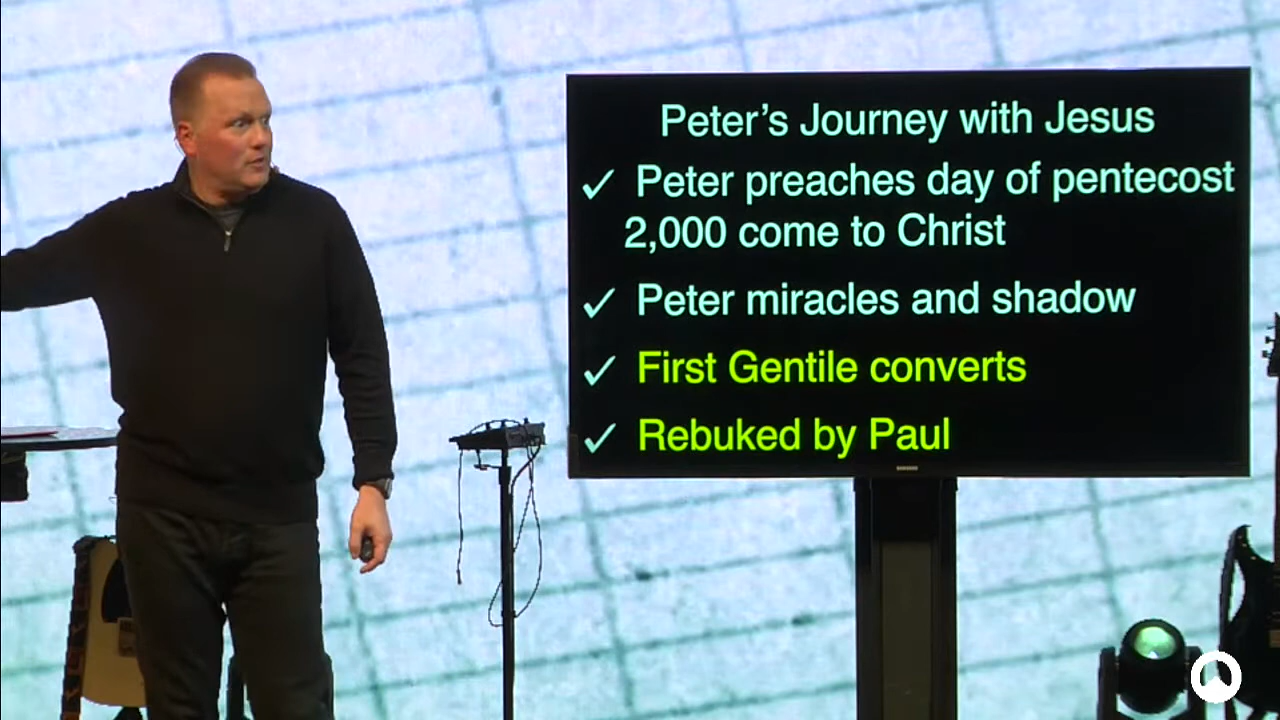 Peter's Journey with Jesus
✓ Peter preaches day of pentecost
2,000 come to Christ
✓ Peter miracles and shadow
✓ First Gentile converts
✓ Rebuked by Paul
SAMSUNG